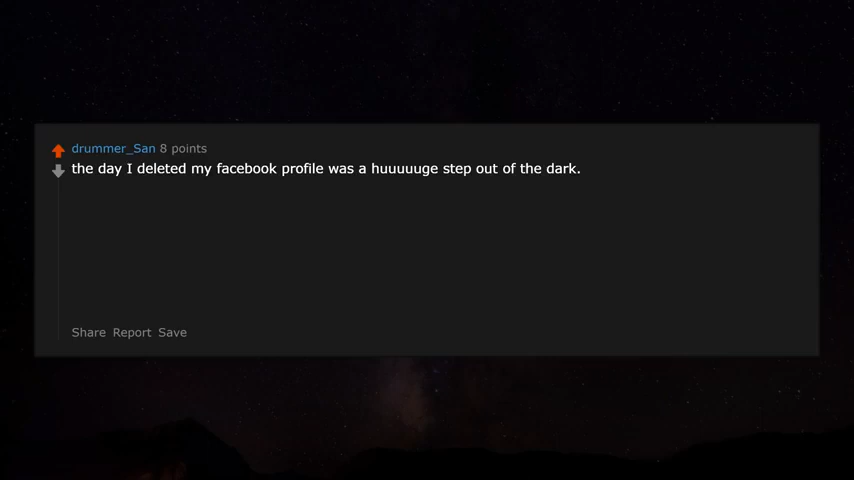 drummer_San 8 points
the day I deleted my facebook profile was a huuuuuge step out of the dark.
Share Report Save